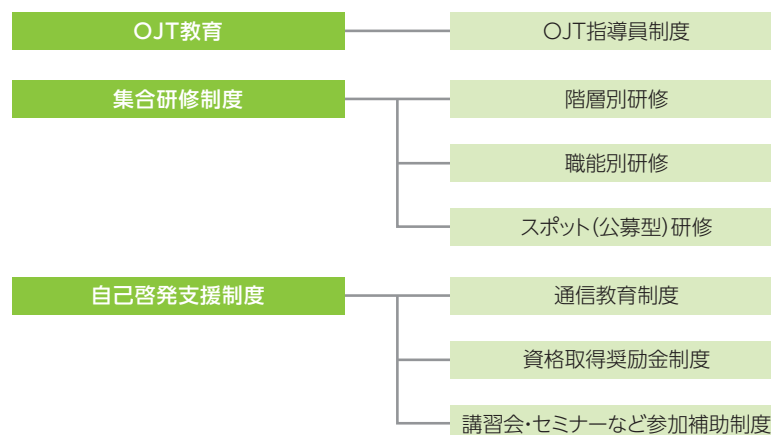 OJT教育
OJT指導員制度
集合研修制度
階層別研修
職能別研修
スポット(公募型)研修
自己啓発支援制度
通信教育制度
資格取得奨励金制度
講習会・セミナーなど参加補助制度